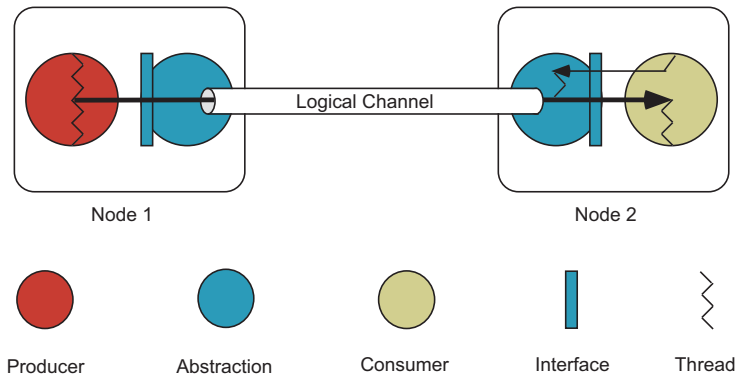 Logical Channel
Node 1
Node 2
Producer
Abstraction
Consumer
Interface
Thread